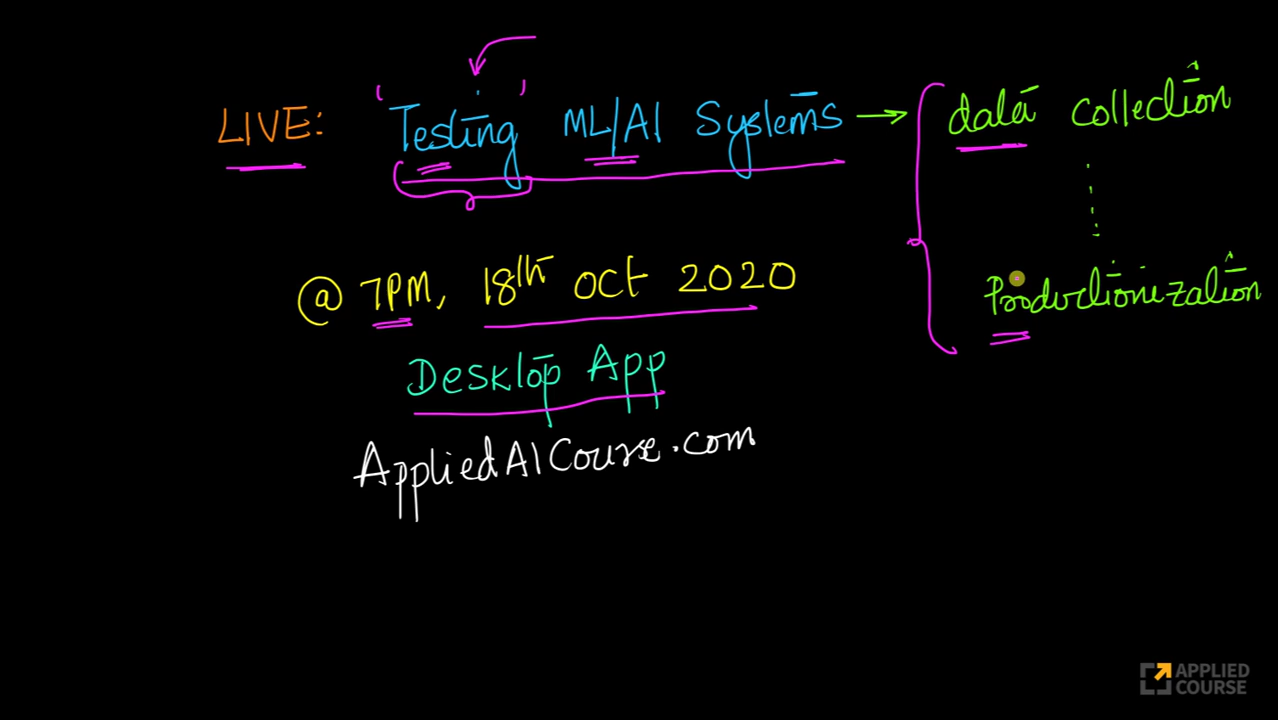 LIVE: 'Testing' ML/AI Systems → data collection
Productionization
@ 7PM, 18th Oct 2020
Desktop App
AppliedAICourse.com
APPLIED
COURSE